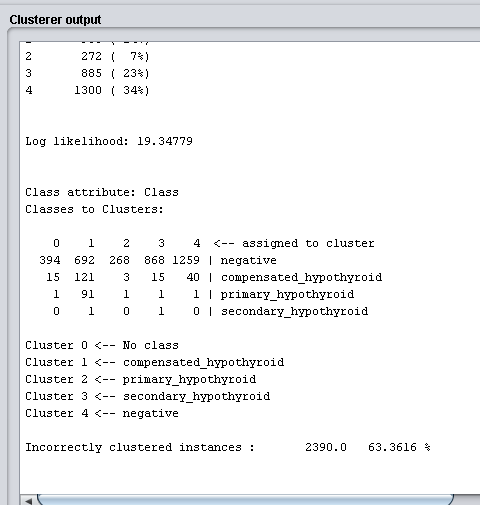 Clusterer output
2       272 (  7%)
3       885 ( 23%)
4      1300 ( 34%)
Log likelihood: 19.34779
Class attribute: Class
Classes to Clusters:
    0    1    2    3    4  <-- assigned to cluster
  394  692  268  868 1259 | negative
   15  121    3   15   40 | compensated_hypothyroid
    1   91    1    1    1 | primary_hypothyroid
    0    1    0    1    0 | secondary_hypothyroid
Cluster 0 <-- No class
Cluster 1 <-- compensated_hypothyroid
Cluster 2 <-- primary_hypothyroid
Cluster 3 <-- secondary_hypothyroid
Cluster 4 <-- negative
Incorrectly clustered instances :	2390.0	 63.3616 %